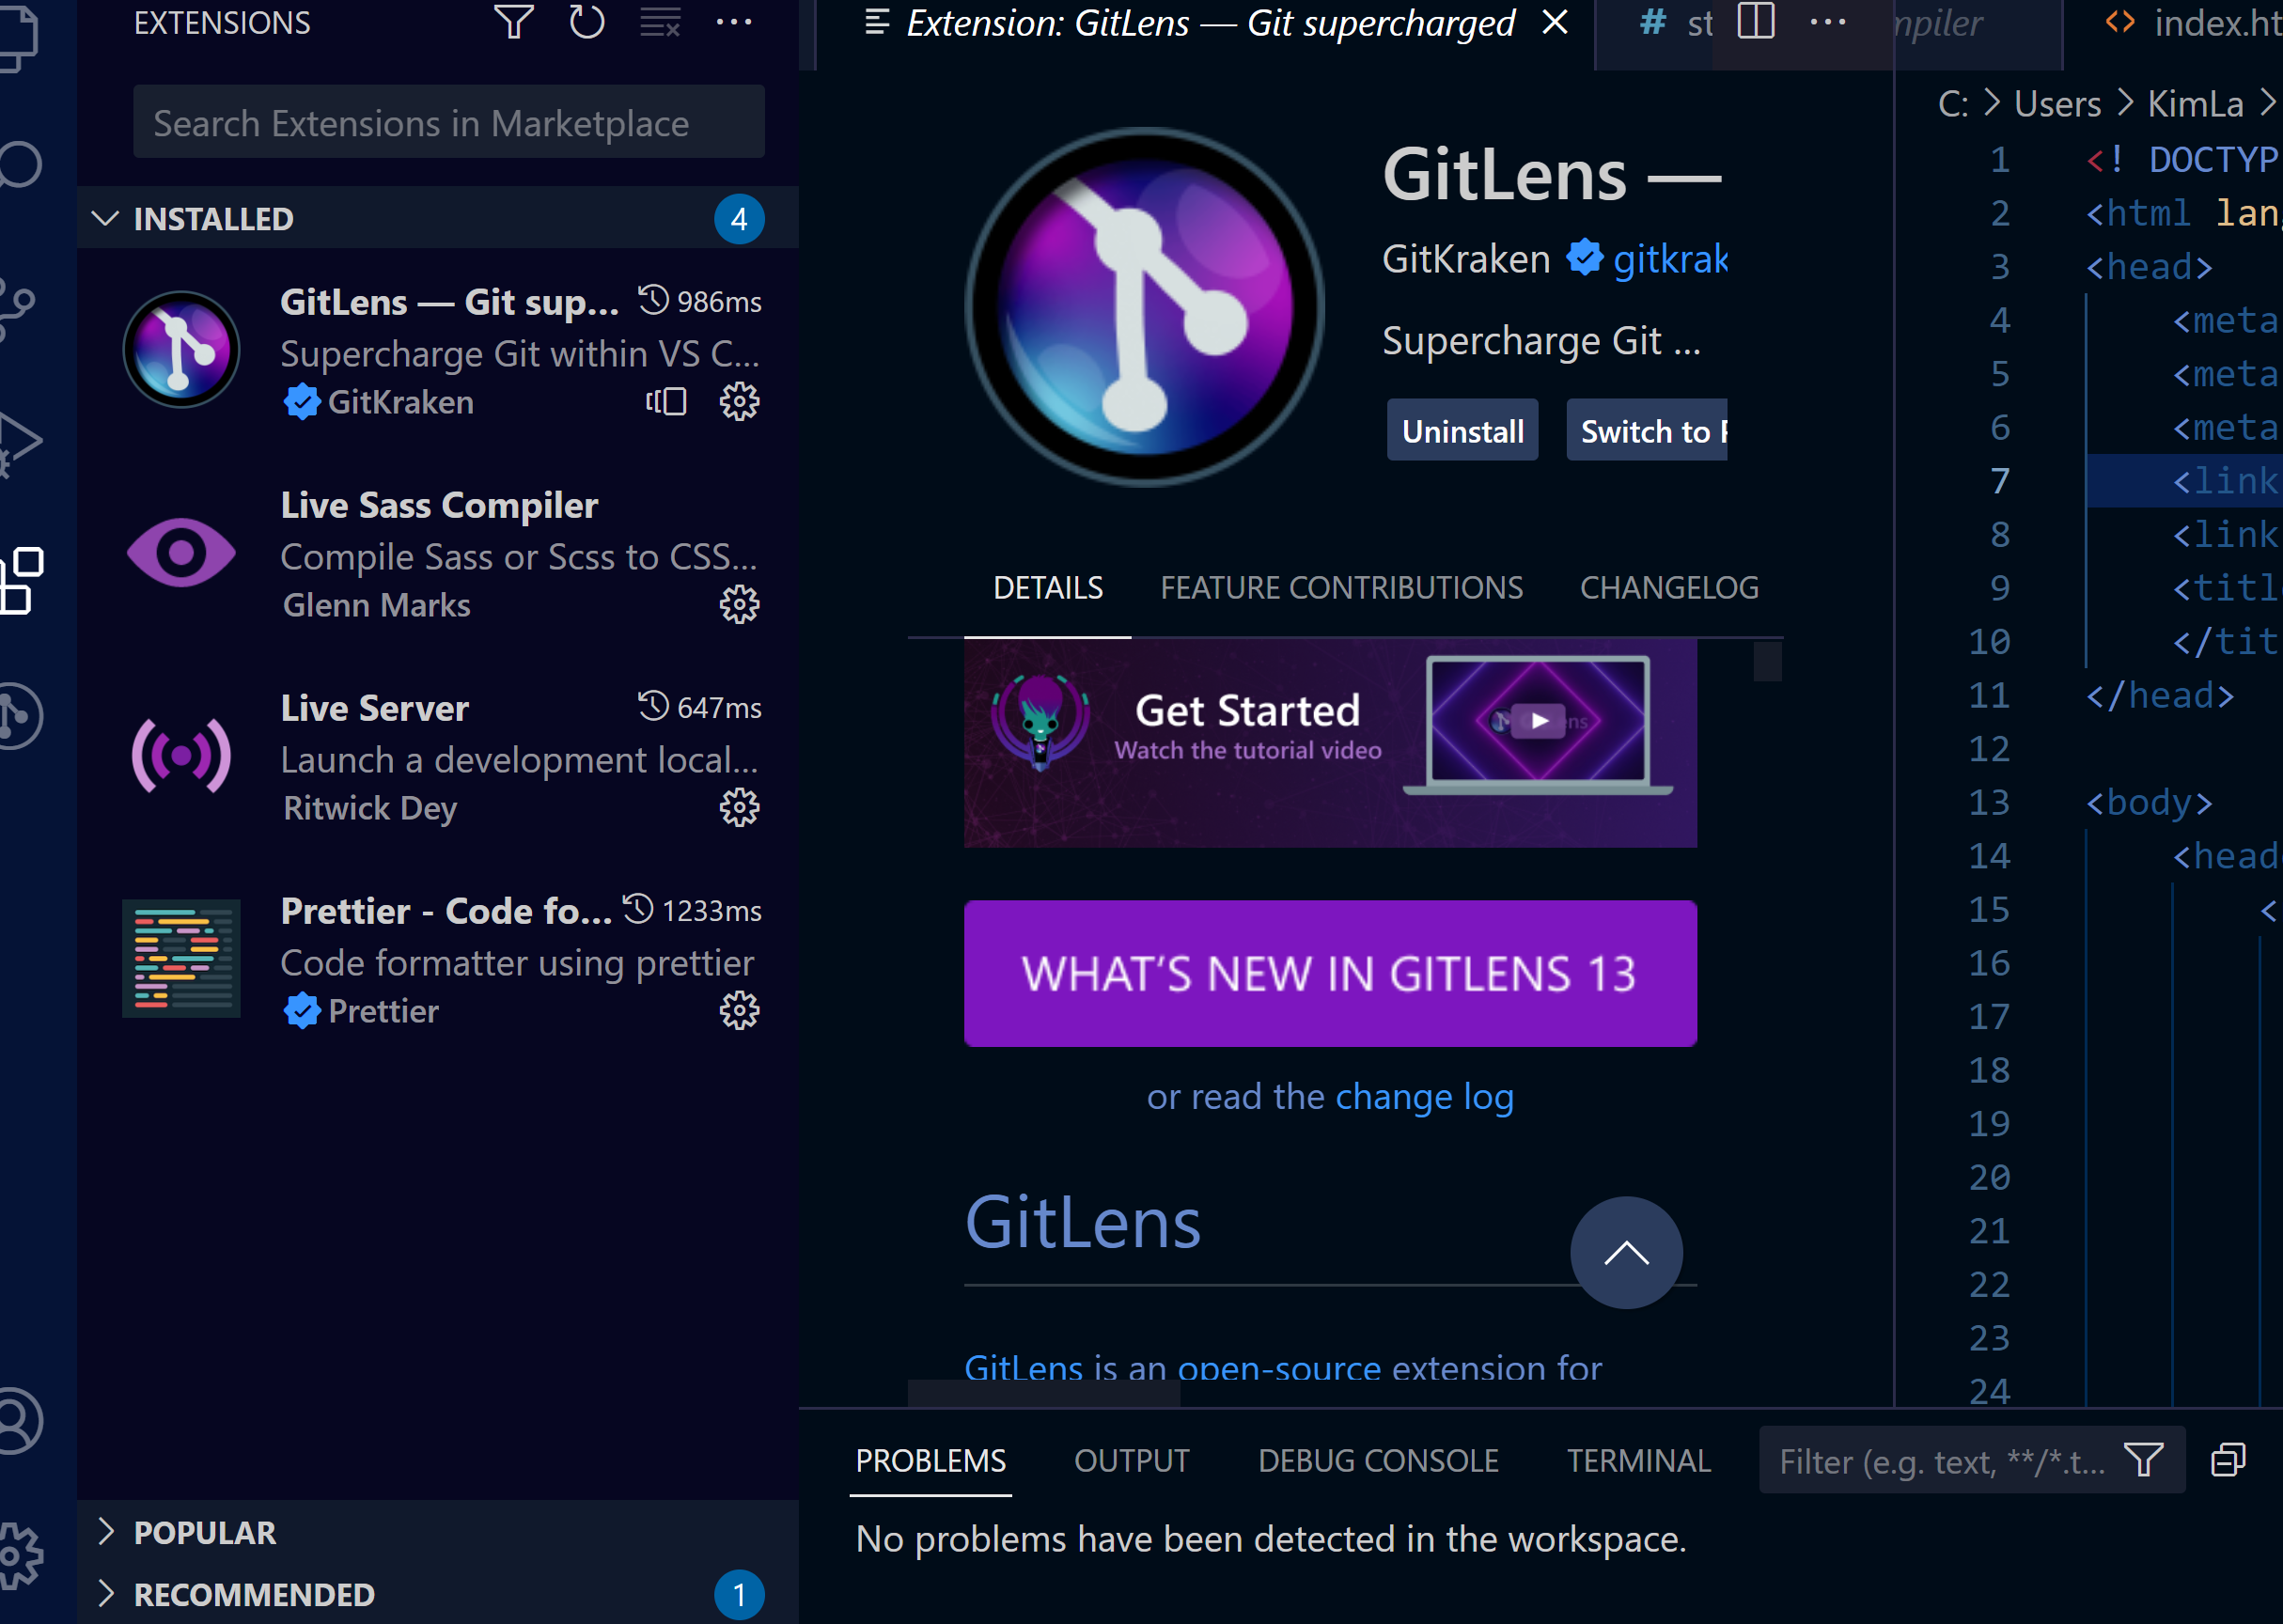 EXTENSIONS
Search Extensions in Marketplace
INSTALLED 4
GitLens — Git sup... 986ms
Supercharge Git within VS C...
GitKraken
Live Sass Compiler
Compile Sass or Scss to CSS...
Glenn Marks
Live Server 647ms
Launch a development local...
Ritwick Dey
Prettier - Code fo... 1233ms
Code formatter using prettier
Prettier
POPULAR
RECOMMENDED 1
Extension: GitLens — Git supercharged
# st
mpiler
index.ht
GitLens —
GitKraken gitkrak
Supercharge Git ...
Uninstall Switch to P
DETAILS FEATURE CONTRIBUTIONS CHANGELOG
Get Started
Watch the tutorial video
WHAT'S NEW IN GITLENS 13
or read the change log
GitLens
GitLens is an open-source extension for
C: > Users > KimLa >
1 <! DOCTYP
2 <html lan
3 <head>
4 <meta
5 <meta
6 <meta
7 <link
8 <link
9 <title
10 </tit
11 </head>
12
13 <body>
14 <head
15 <
16
17
18
19
20
21
22
23
24
PROBLEMS OUTPUT DEBUG CONSOLE TERMINAL Filter (e.g. text, **/*.t...
No problems have been detected in the workspace.